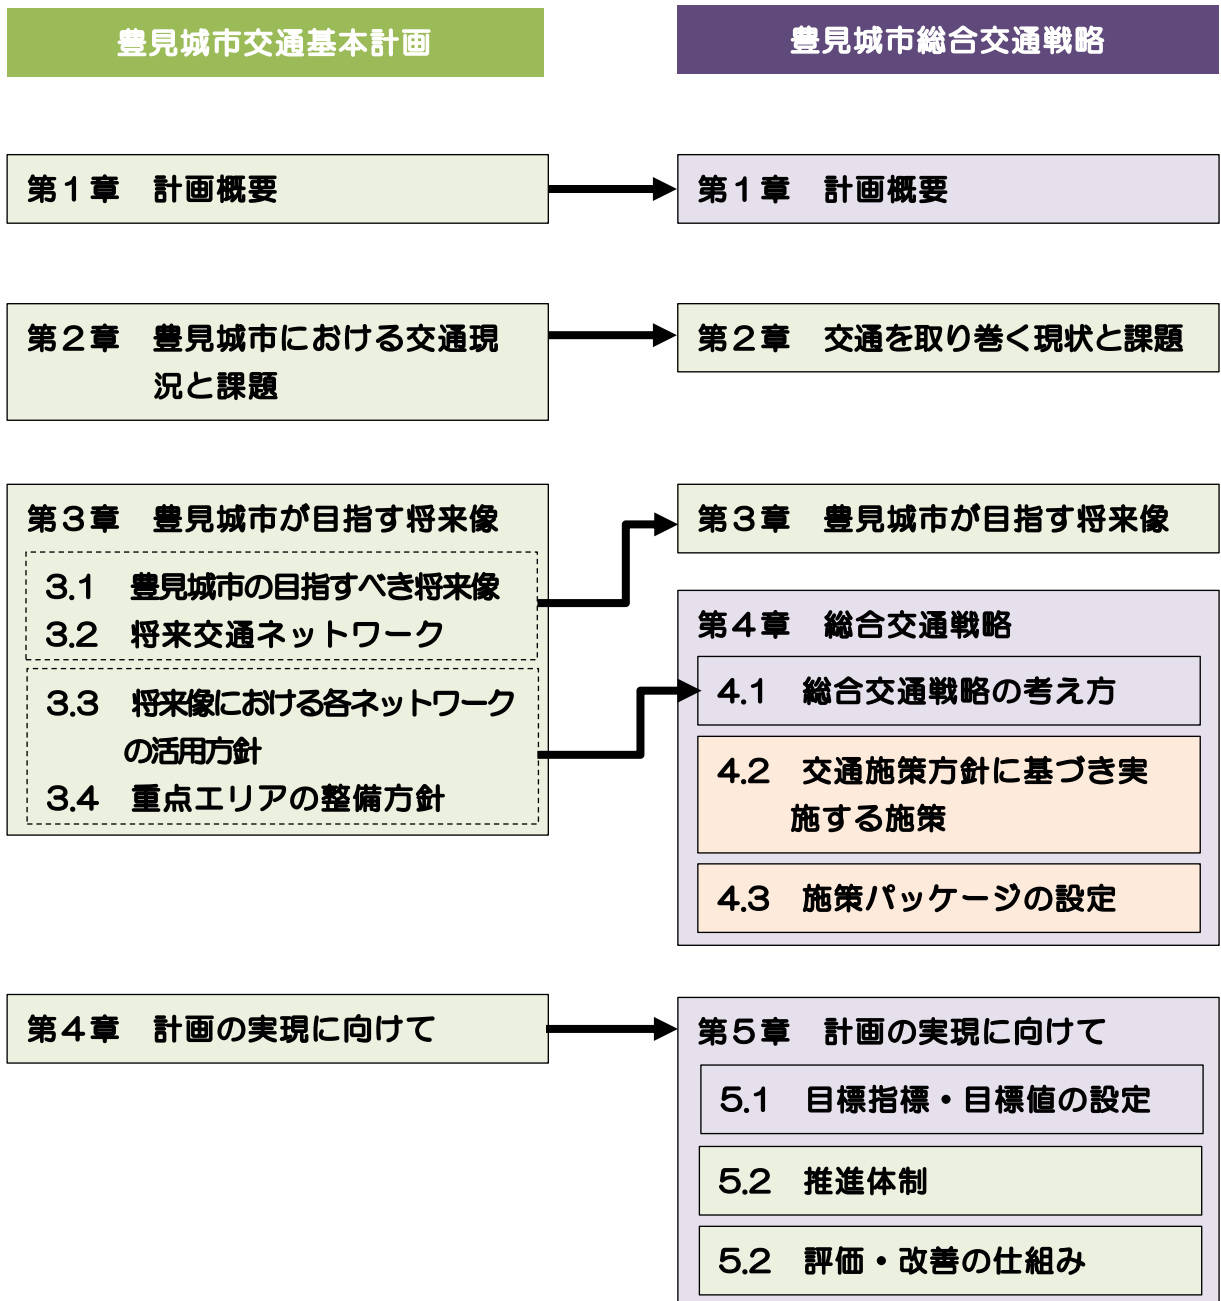 豊見城市交通基本計画
第１章　計画概要
第２章　豊見城市における交通現
況と課題
第３章　豊見城市が目指す将来像
3.1　豊見城市の目指すべき将来像
3.2　将来交通ネットワーク
3.3　将来像における各ネットワーク
の活用方針
3.4　重点エリアの整備方針
第４章　計画の実現に向けて
豊見城市総合交通戦略
第１章　計画概要
第２章　交通を取り巻く現状と課題
第３章　豊見城市が目指す将来像
第４章　総合交通戦略
4.1　総合交通戦略の考え方
4.2　交通施策方針に基づき実
施する施策
4.3　施策パッケージの設定
第５章　計画の実現に向けて
5.1　目標指標・目標値の設定
5.2　推進体制
5.2　評価・改善の仕組み